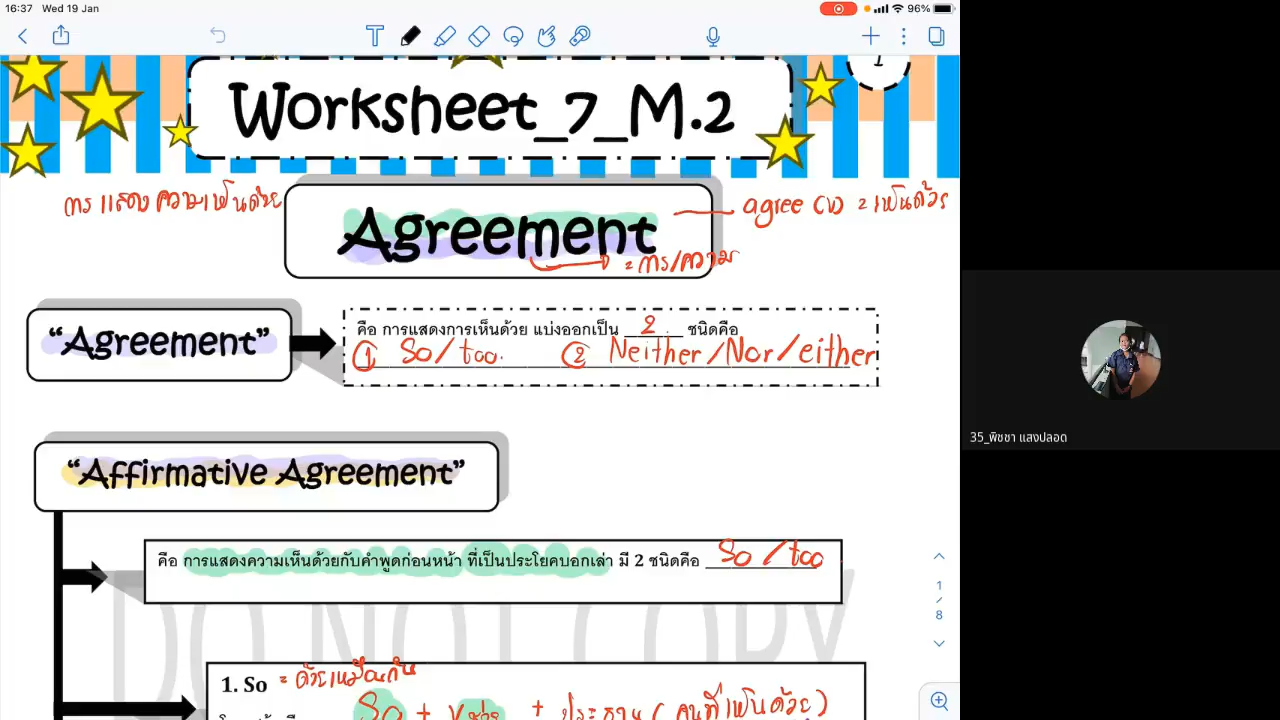 16:37 Wed 19 Jan 96%
1
Worksheet_7_M.2
การแสดงความเห็นด้วย
Agreement
agree (v) = เห็นด้วย
= การ/ความ
"Agreement"
คือ การแสดงการเห็นด้วย แบ่งออกเป็น 2 ชนิดคือ
① So/too. ② Neither/Nor/either
35_พิชชา แสงปลอด
"Affirmative Agreement"
คือ การแสดงความเห็นด้วยกับคำพูดก่อนหน้า ที่เป็นประโยคบอกเล่า มี 2 ชนิดคือ So / too
1
/
8
DO NOT COPY
1. So = ด้วยเหมือนกัน
So + v.ช่วย + ประธาน (คนที่เห็นด้วย)